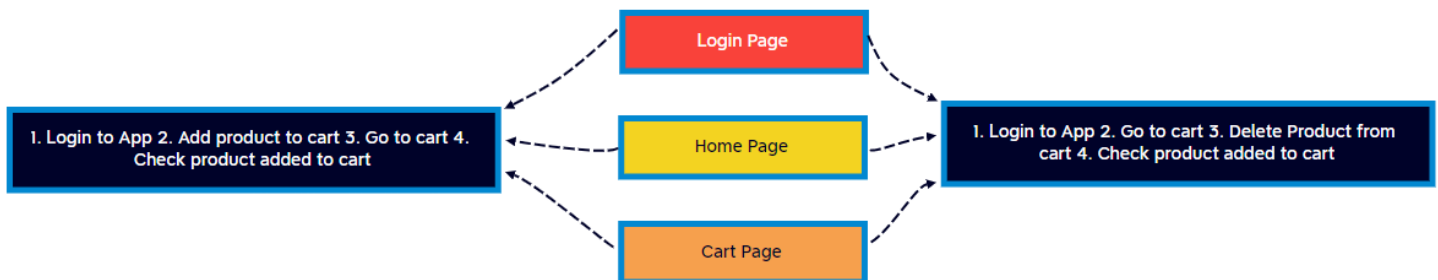 Login Page
1. Login to App 2. Add product to cart 3. Go to cart 4.
Check product added to cart
Home Page
1. Login to App 2. Go to cart 3. Delete Product from
cart 4. Check product added to cart
Cart Page